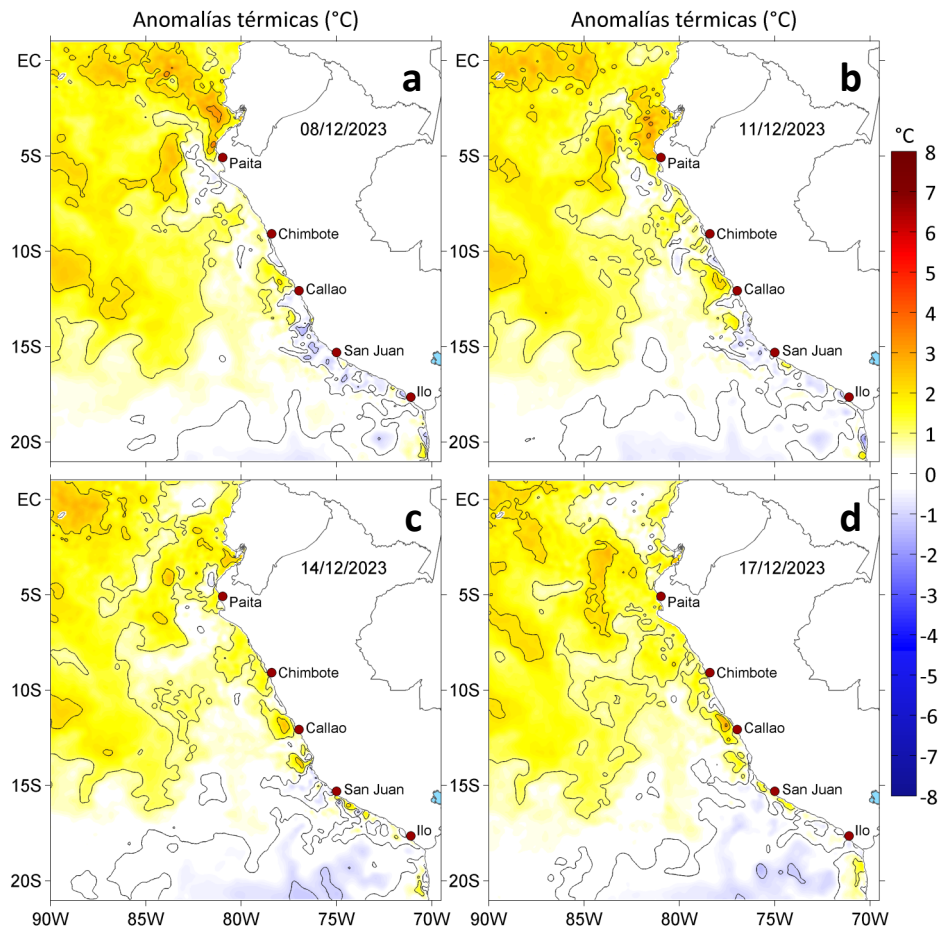 Anomalías térmicas (°C)
Anomalías térmicas (°C)
EC
5S
10S
15S
20S
a
08/12/2023
Paita
Chimbote
Callao
San Juan
Ilo
EC
5S
10S
15S
20S
b
11/12/2023
Paita
Chimbote
Callao
San Juan
Ilo
°C
8
7
6
5
4
3
2
1
0
-1
-2
-3
-4
-5
-6
-7
-8
EC
5S
10S
15S
20S
c
14/12/2023
Paita
Chimbote
Callao
San Juan
Ilo
90W
85W
80W
75W
70W
EC
5S
10S
15S
20S
d
17/12/2023
Paita
Chimbote
Callao
San Juan
Ilo
90W
85W
80W
75W
70W